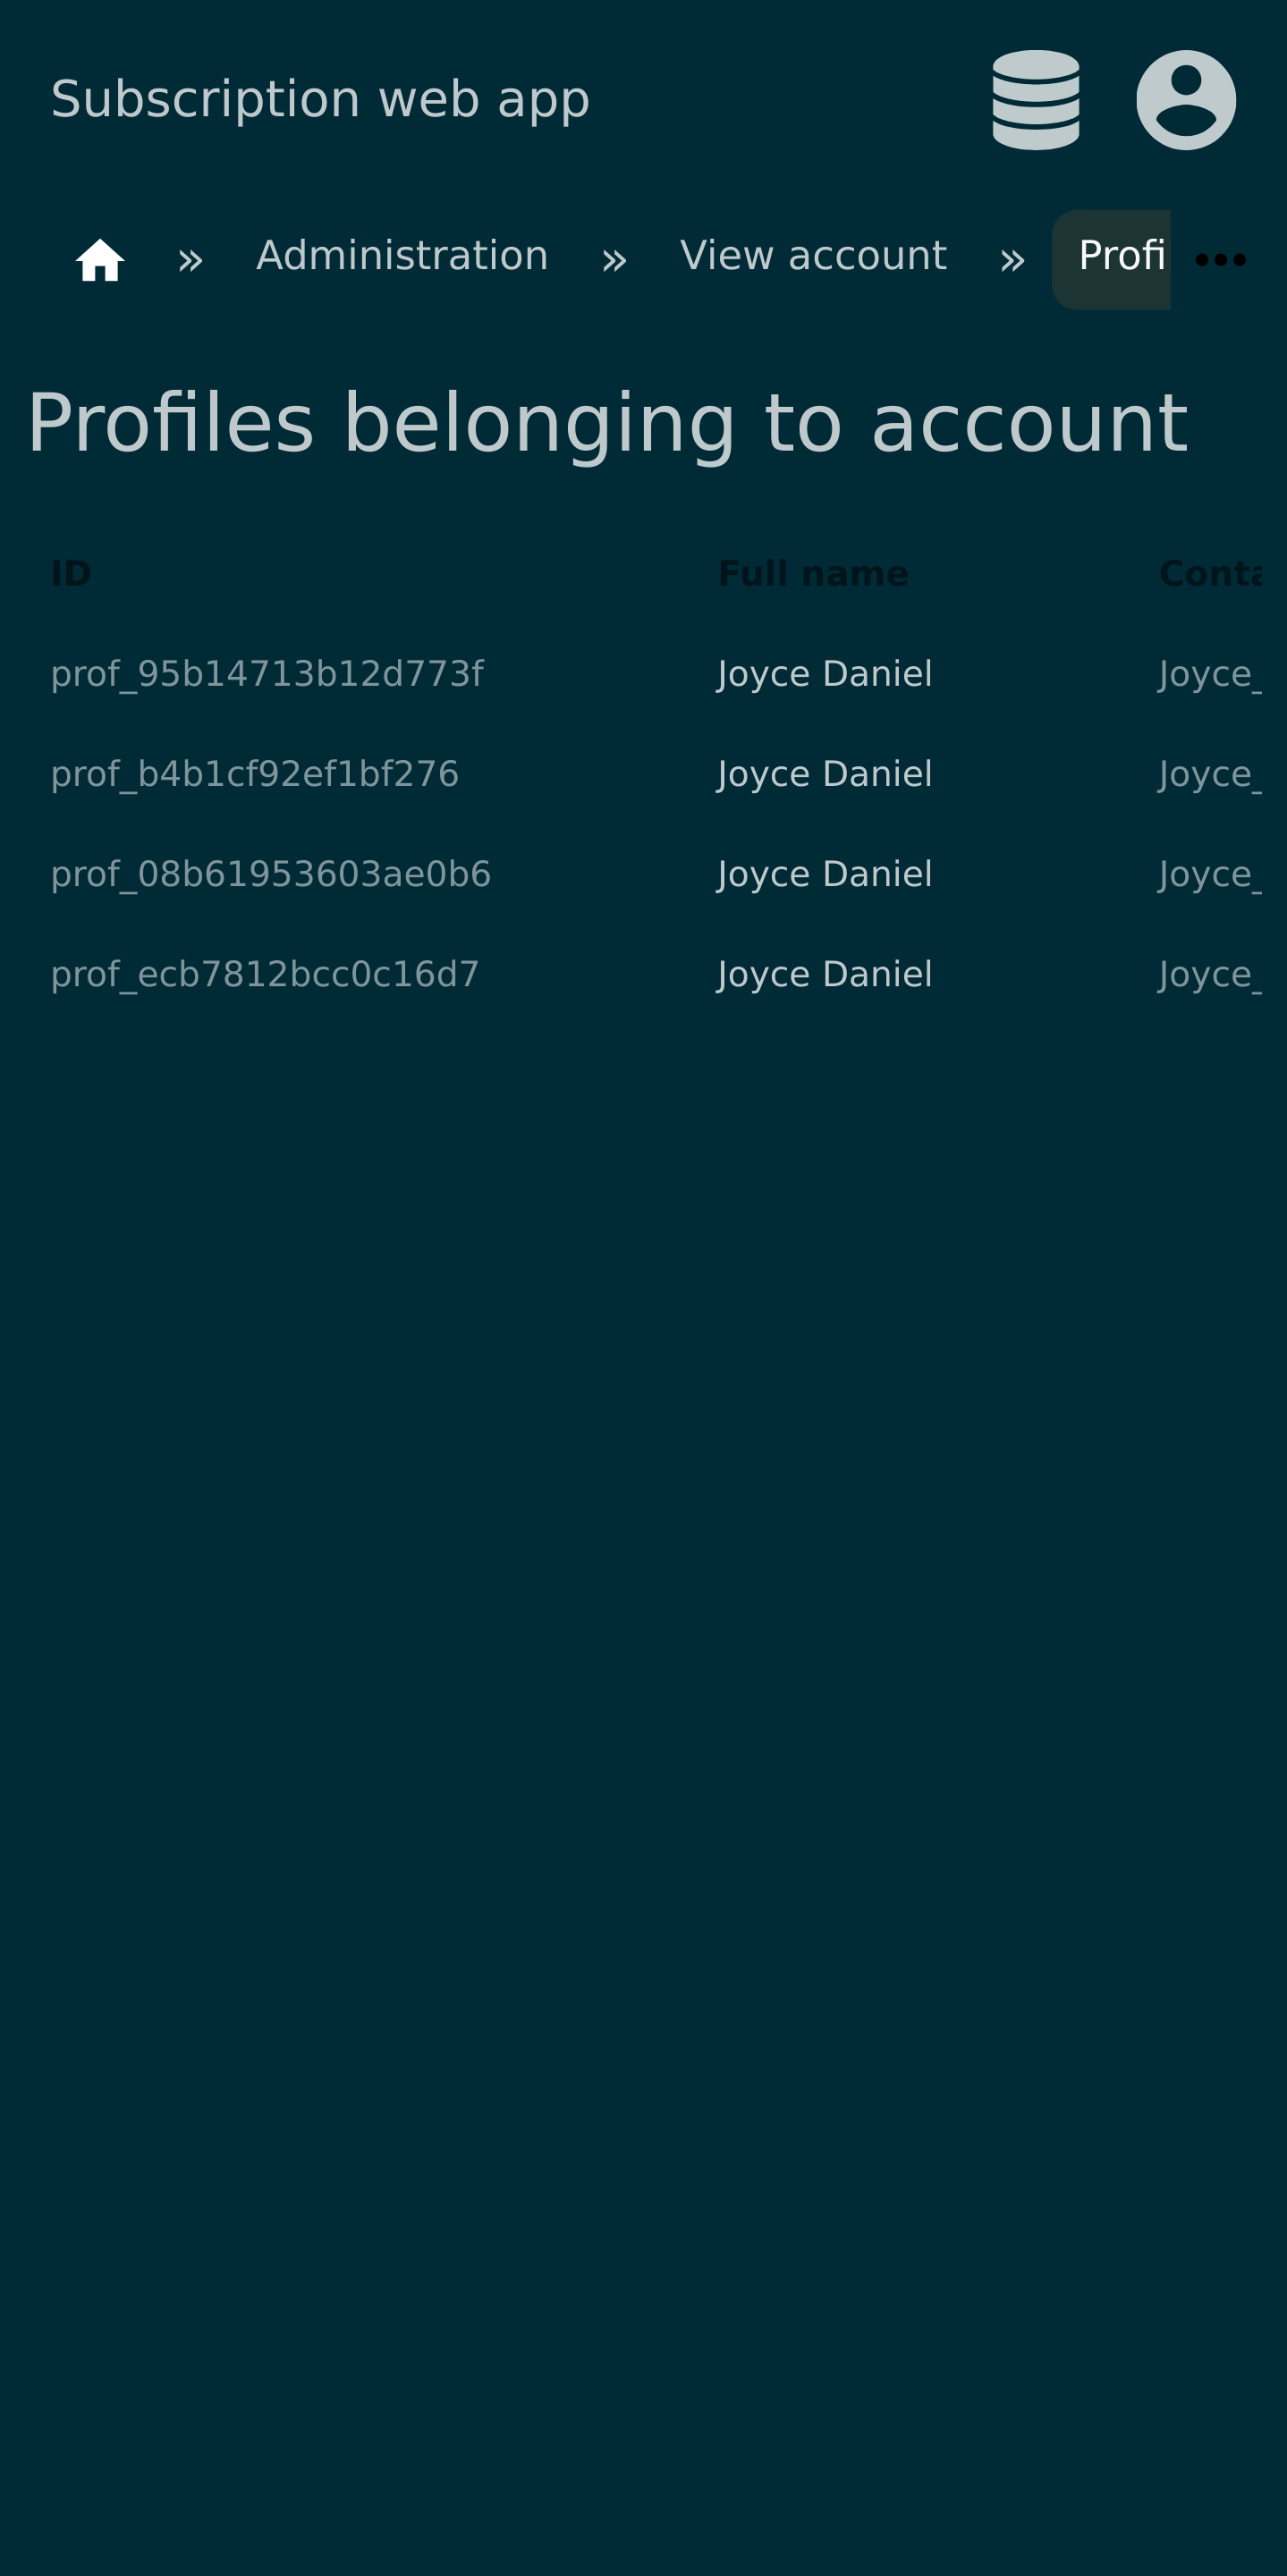 Subscription web app
» Administration » View account » Profi
Profiles belonging to account
ID Full name Conta
prof_95b14713b12d773f Joyce Daniel Joyce_
prof_b4b1cf92ef1bf276 Joyce Daniel Joyce_
prof_08b61953603ae0b6 Joyce Daniel Joyce_
prof_ecb7812bcc0c16d7 Joyce Daniel Joyce_